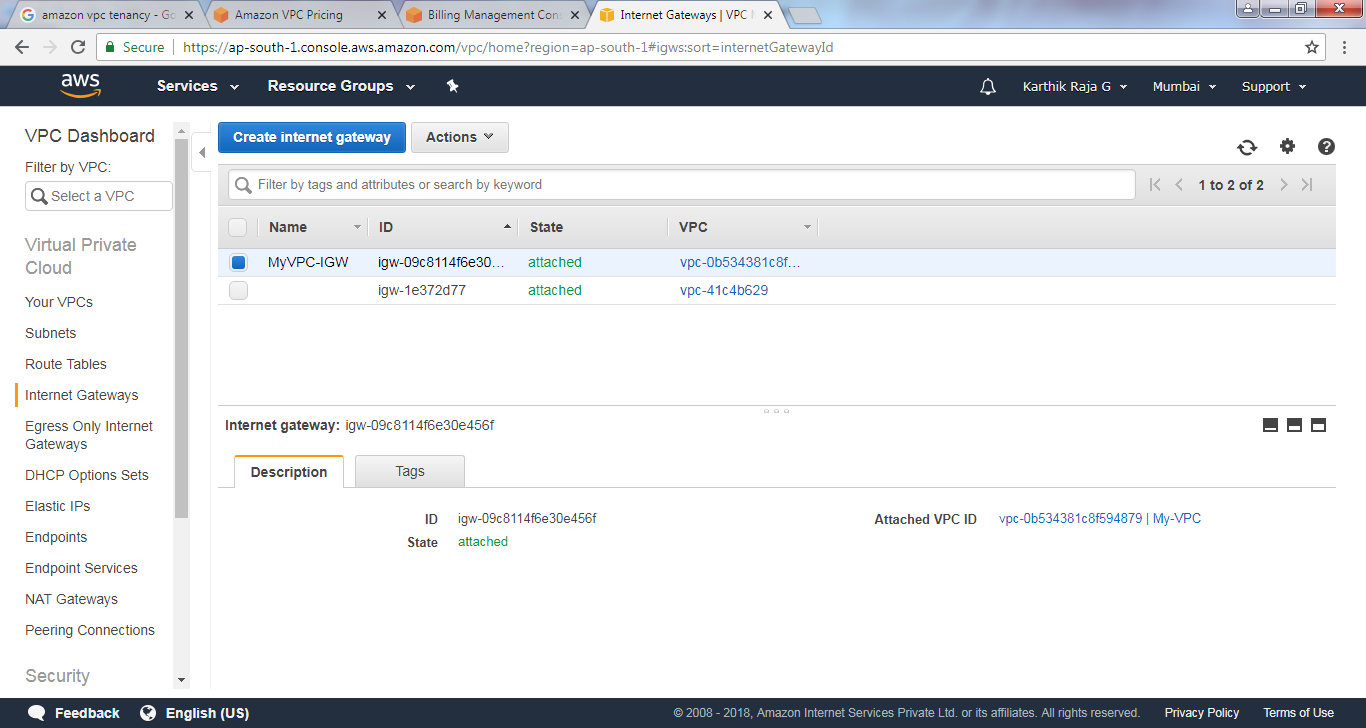 amazon vpc tenancy - Go
Amazon VPC Pricing
Billing Management Con
Internet Gateways | VPC M
Secure
https://ap-south-1.console.aws.amazon.com/vpc/home?region=ap-south-1#igws:sort=internetGatewayId
aws
Services
Resource Groups
Karthik Raja G
Mumbai
Support
VPC Dashboard
Filter by VPC:
Select a VPC
Virtual Private
Cloud
Your VPCs
Subnets
Route Tables
Internet Gateways
Egress Only Internet
Gateways
DHCP Options Sets
Elastic IPs
Endpoints
Endpoint Services
NAT Gateways
Peering Connections
Security
Create internet gateway
Actions
Filter by tags and attributes or search by keyword
1 to 2 of 2
Name ID State VPC
MyVPC-IGW igw-09c8114f6e30... attached vpc-0b534381c8f...
igw-1e372d77 attached vpc-41c4b629
Internet gateway: igw-09c8114f6e30e456f
Description
Tags
ID igw-09c8114f6e30e456f
State attached
Attached VPC ID vpc-0b534381c8f594879 | My-VPC
Feedback
English (US)
© 2008 - 2018, Amazon Internet Services Private Ltd. or its affiliates. All rights reserved.
Privacy Policy
Terms of Use